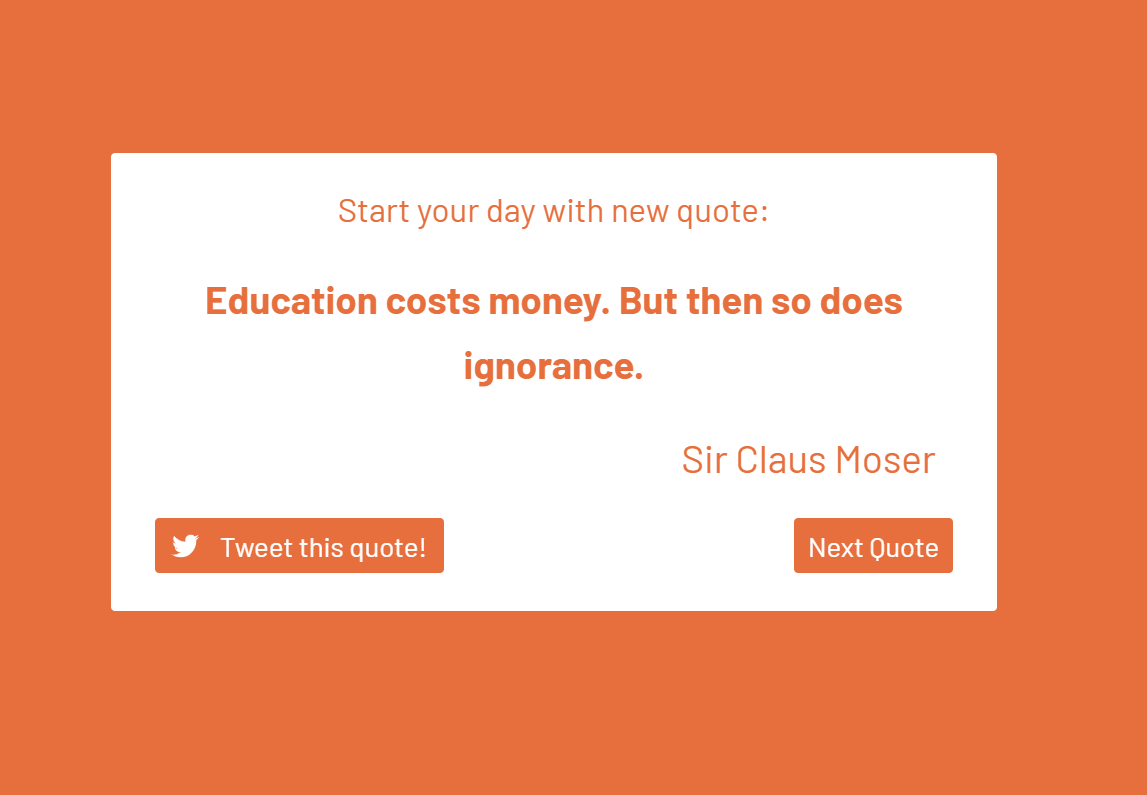 Start your day with new quote:
Education costs money. But then so does
ignorance.
Sir Claus Moser
Tweet this quote!
Next Quote